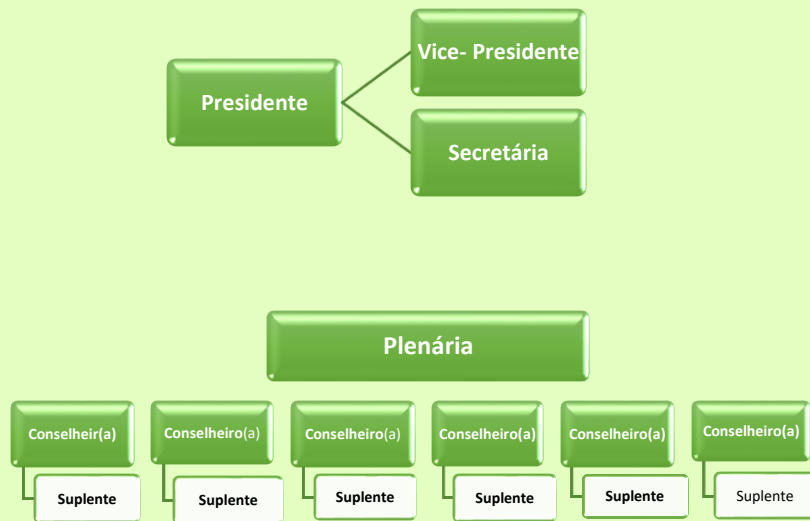 Vice- Presidente
Presidente
Secretária
Plenária
Conselheir(a)
Conselheiro(a)
Conselheiro(a)
Conselheiro(a)
Conselheiro(a)
Conselheiro(a)
Suplente
Suplente
Suplente
Suplente
Suplente
Suplente